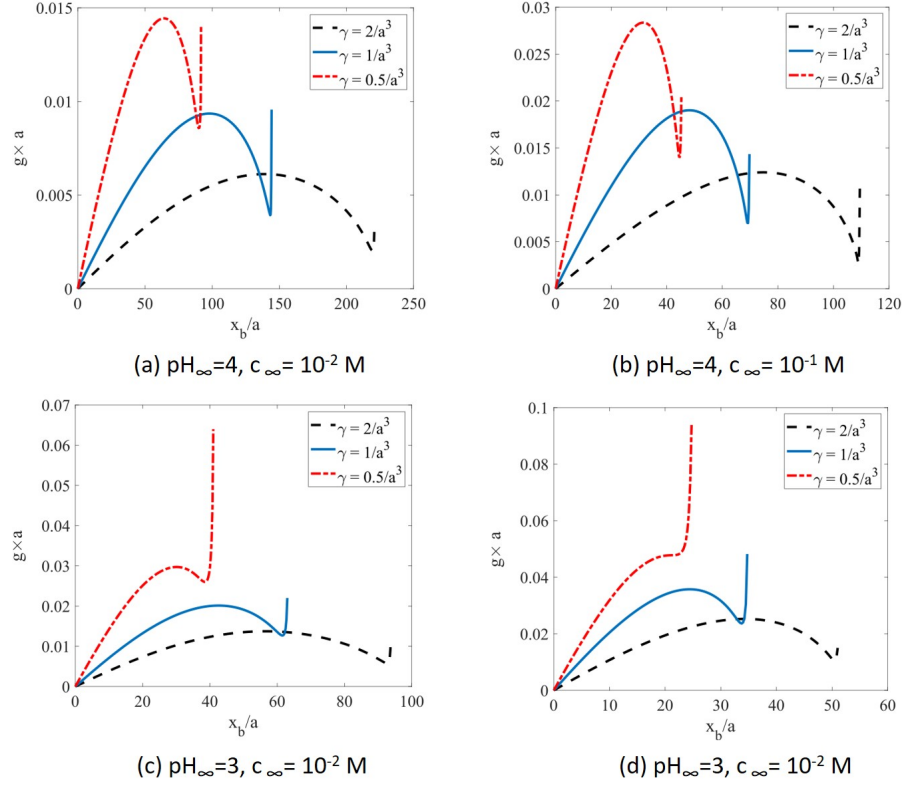 0.015
0.01
0.005
0
g × a
γ = 2/a³
γ = 1/a³
γ = 0.5/a³
0 50 100 150 200 250
x_b/a
(a) pH∞=4, c∞= 10⁻² M
0.03
0.025
0.02
0.015
0.01
0.005
0
g × a
γ = 2/a³
γ = 1/a³
γ = 0.5/a³
0 20 40 60 80 100 120
x_b/a
(b) pH∞=4, c∞= 10⁻¹ M
0.07
0.06
0.05
0.04
0.03
0.02
0.01
0
g×a
γ = 2/a³
γ = 1/a³
γ = 0.5/a³
0 20 40 60 80 100
x_b/a
(c) pH∞=3, c∞= 10⁻² M
0.1
0.08
0.06
0.04
0.02
0
g × a
γ = 2/a³
γ = 1/a³
γ = 0.5/a³
0 10 20 30 40 50 60
x_b/a
(d) pH∞=3, c∞= 10⁻² M